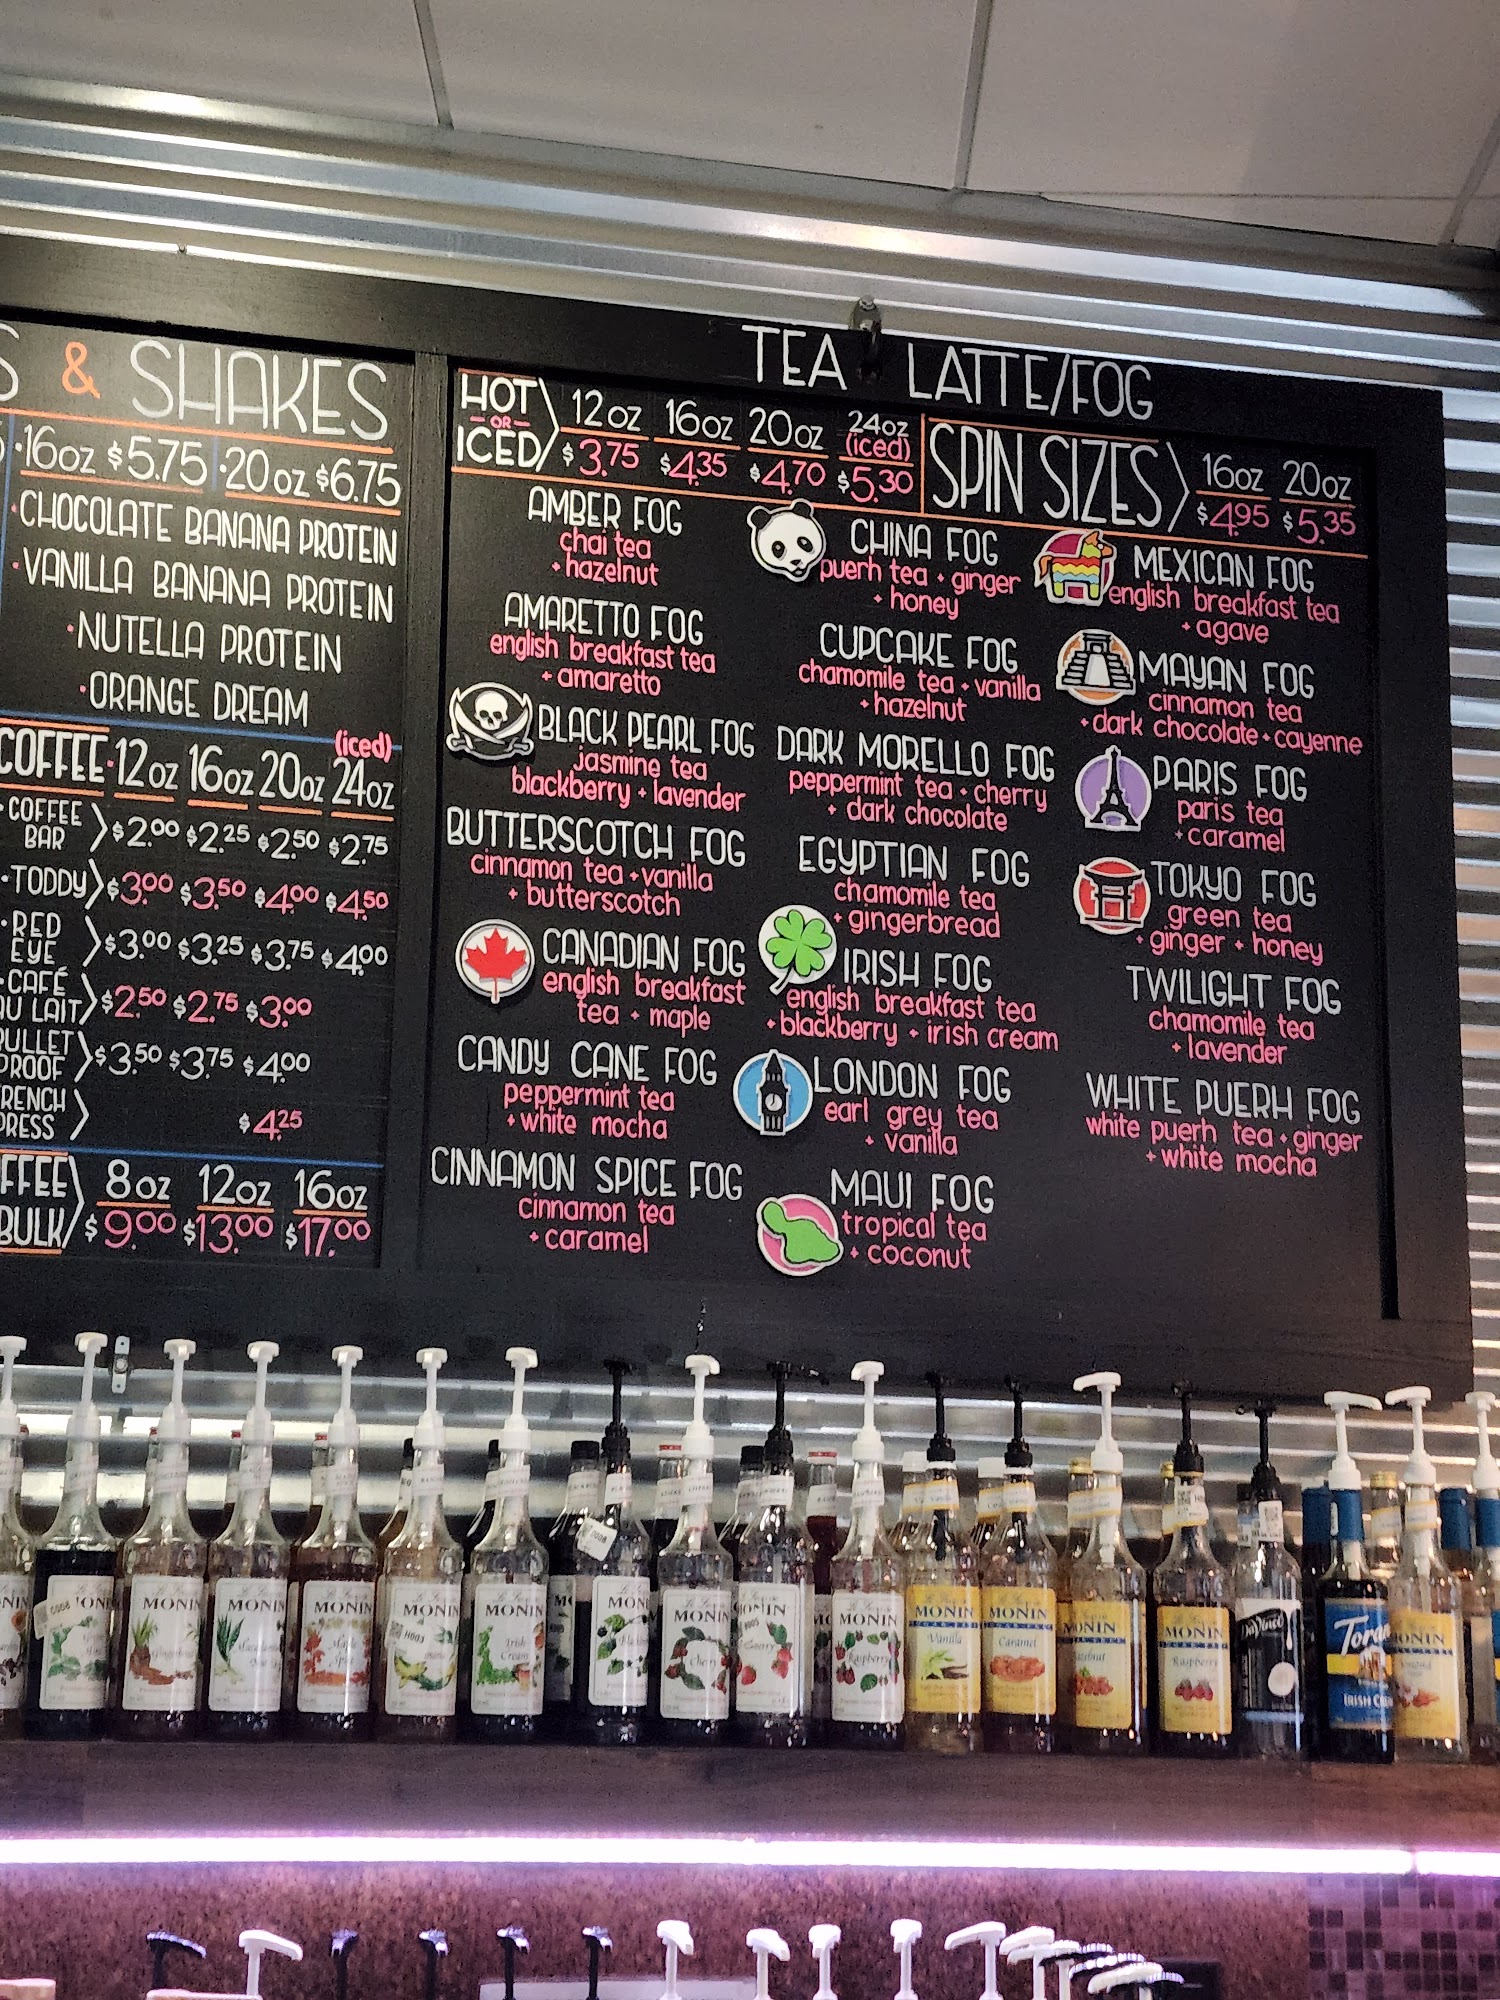 & SHAKES
·16oz $5.75 ·20oz $6.75
·CHOCOLATE BANANA PROTEIN
·VANILLA BANANA PROTEIN
·NUTELLA PROTEIN
·ORANGE DREAM
(iced)
COFFEE·12oz 16oz 20oz 24oz
·COFFEE BAR $2.00 $2.25 $2.50 $2.75
·TODDY $3.00 $3.50 $4.00 $4.50
·RED EYE $3.00 $3.25 $3.75 $4.00
·CAFÉ AU LAIT $2.50 $2.75 $3.00
PROOF $3.50 $3.75 $4.00
$4.25
8oz 12oz 16oz
BULK $9.00 $13.00 $17.00
TEA LATTE/FOG
HOT -OR- ICED
12oz 16oz 20oz 24oz (iced)
$3.75 $4.35 $4.70 $5.30
SPIN SIZES
16oz 20oz
$4.95 $5.35
AMBER FOG
chai tea
+ hazelnut
AMARETTO FOG
english breakfast tea
+ amaretto
BLACK PEARL FOG
jasmine tea
blackberry + lavender
BUTTERSCOTCH FOG
cinnamon tea + vanilla
+ butterscotch
CANADIAN FOG
english breakfast
tea + maple
CANDY CANE FOG
peppermint tea
+ white mocha
CINNAMON SPICE FOG
cinnamon tea
+ caramel
CHINA FOG
puerh tea + ginger
+ honey
CUPCAKE FOG
chamomile tea + vanilla
+ hazelnut
DARK MORELLO FOG
peppermint tea + cherry
+ dark chocolate
EGYPTIAN FOG
chamomile tea
+ gingerbread
IRISH FOG
english breakfast tea
+ blackberry + irish cream
LONDON FOG
earl grey tea
+ vanilla
MAUI FOG
tropical tea
+ coconut
MEXICAN FOG
english breakfast tea
+ agave
MAYAN FOG
cinnamon tea
+ dark chocolate + cayenne
PARIS FOG
paris tea
+ caramel
TOKYO FOG
green tea
+ ginger + honey
TWILIGHT FOG
chamomile tea
+ lavender
WHITE PUERH FOG
white puerh tea + ginger
+ white mocha
MONIN
MONIN
MONIN
Maple
MONIN
MONIN
Irish
Cream
MONIN
MONIN
Cherry
MONIN
MONIN
Raspberry
MONIN
Vanilla
MONIN
Caramel
MONIN
MONIN
Raspberry
DaVinci
Torani
MONIN